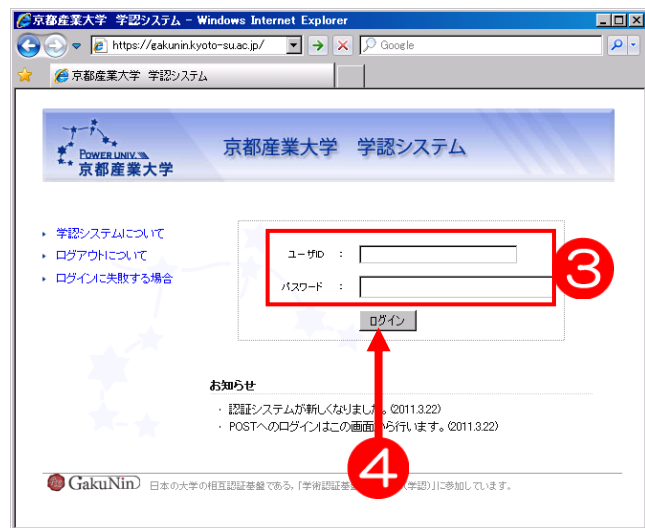 京都産業大学 学認システム - Windows Internet Explorer
https://gakunin.kyoto-su.ac.jp/
Google
京都産業大学 学認システム
POWER UNIV.
京都産業大学
京都産業大学 学認システム
学認システムについて
ログアウトについて
ログインに失敗する場合
ユーザID :
パスワード :
3
ログイン
お知らせ
・ 認証システムが新しくなりました。(2011.3.22)
・ POSTへのログインはこの画面から行います。(2011.3.22)
4
GakuNin 日本の大学の相互認証基盤である、「学術認証基 (学認)」に参加しています。